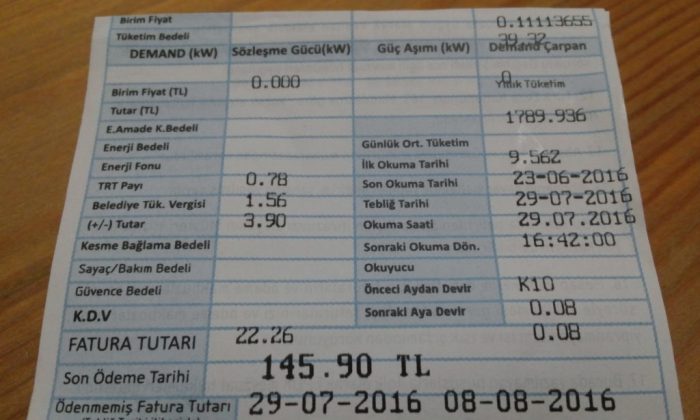 Birim Fiyat 0.11113655
Tüketim Bedeli 39.32
DEMAND (kW) Sözleşme Gücü(kW) Güç Aşımı (kW) Demand Çarpan
0.000 0
Birim Fiyat (TL) Yıllık Tüketim
Tutar (TL) 1789.936
E.Amade K.Bedeli
Enerji Bedeli Günlük Ort. Tüketim
Enerji Fonu İlk Okuma Tarihi 9.562
TRT Payı 0.78 Son Okuma Tarihi 23-06-2016
Belediye Tük. Vergisi 1.56 Tebliğ Tarihi 29-07-2016
(+/-) Tutar 3.90 Okuma Saati 29.07.2016
Kesme Bağlama Bedeli Sonraki Okuma Dön. 16:42:00
Sayaç/Bakım Bedeli Okuyucu
Güvence Bedeli Önceci Aydan Devir K10
K.D.V Sonraki Aya Devir 0.08
FATURA TUTARI 22.26 0.08
Son Ödeme Tarihi 145.90 TL
Ödenmemiş Fatura Tutarı 29-07-2016 08-08-2016